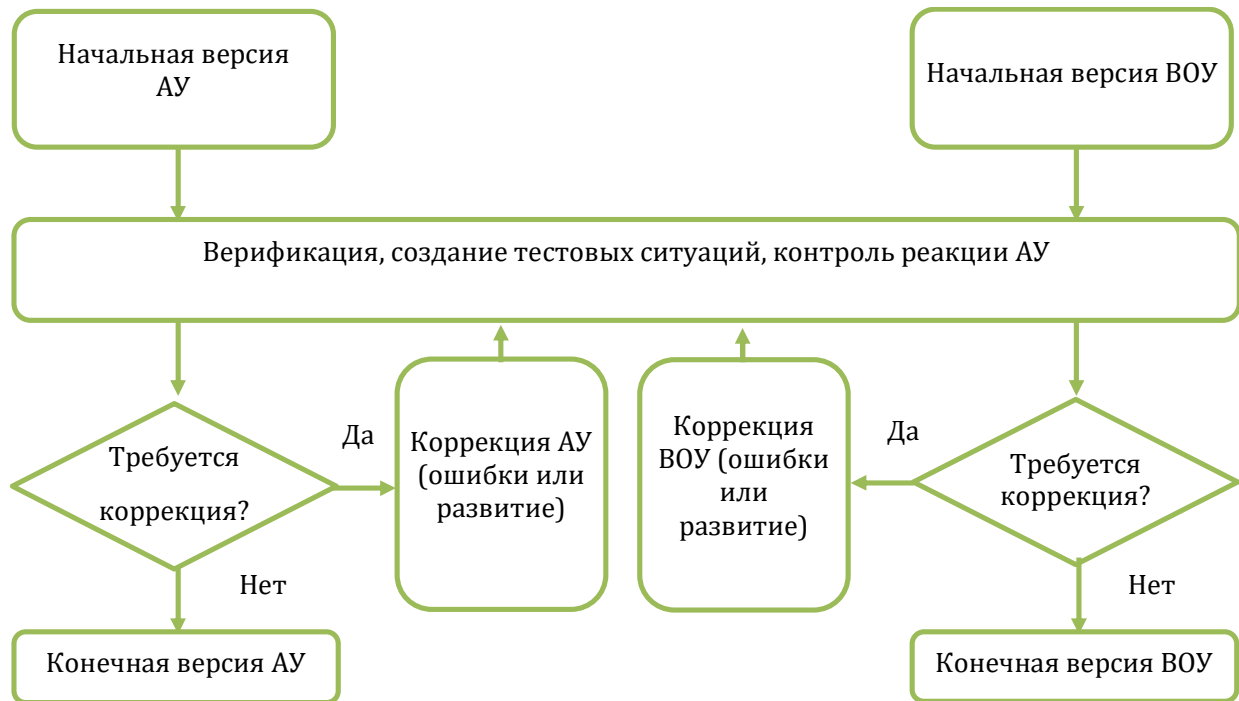 Начальная версия
АУ
Начальная версия ВОУ
Верификация, создание тестовых ситуаций, контроль реакции АУ
Требуется
коррекция?
Да
Коррекция АУ
(ошибки или
развитие)
Коррекция
ВОУ (ошибки
или
развитие)
Да
Требуется
коррекция?
Нет
Нет
Конечная версия АУ
Конечная версия ВОУ